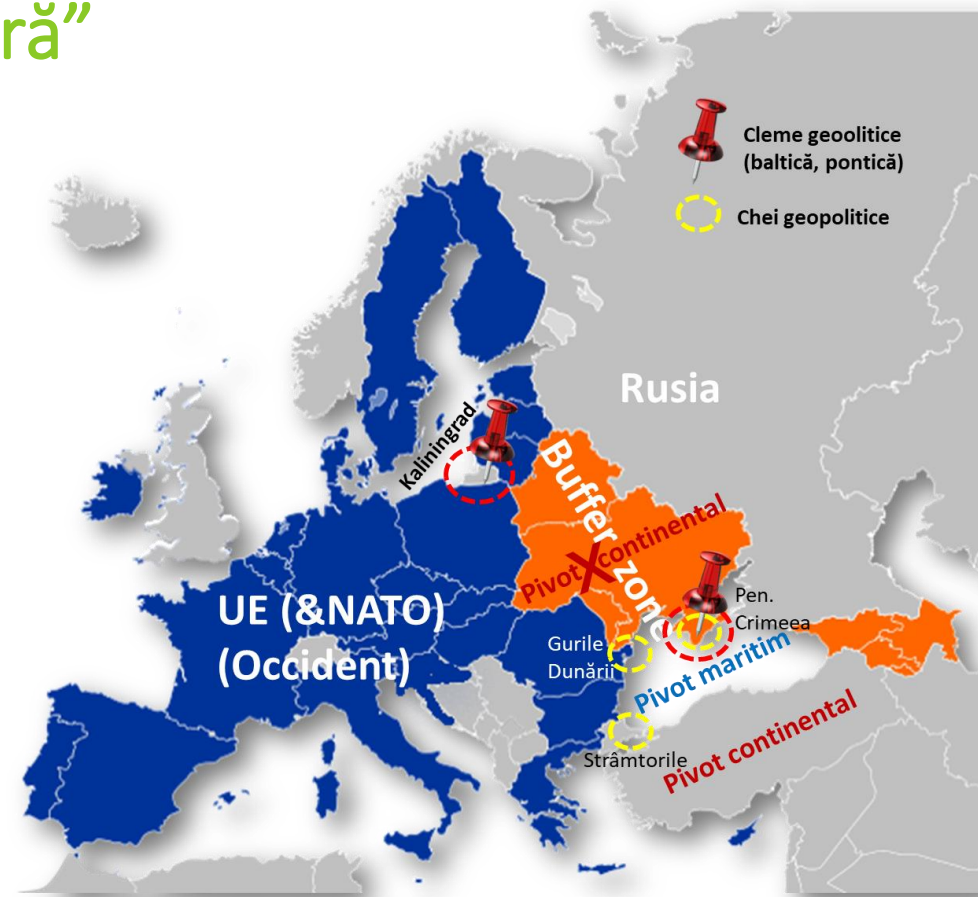 ră”
Cleme geoolitice
(baltică, pontică)
Chei geopolitice
Rusia
Kaliningrad
Buffer zone
Pivot continental
X
UE (&NATO)
(Occident)
Pen.
Crimeea
Gurile
Dunării
Pivot maritim
Strâmtorile
Pivot continental